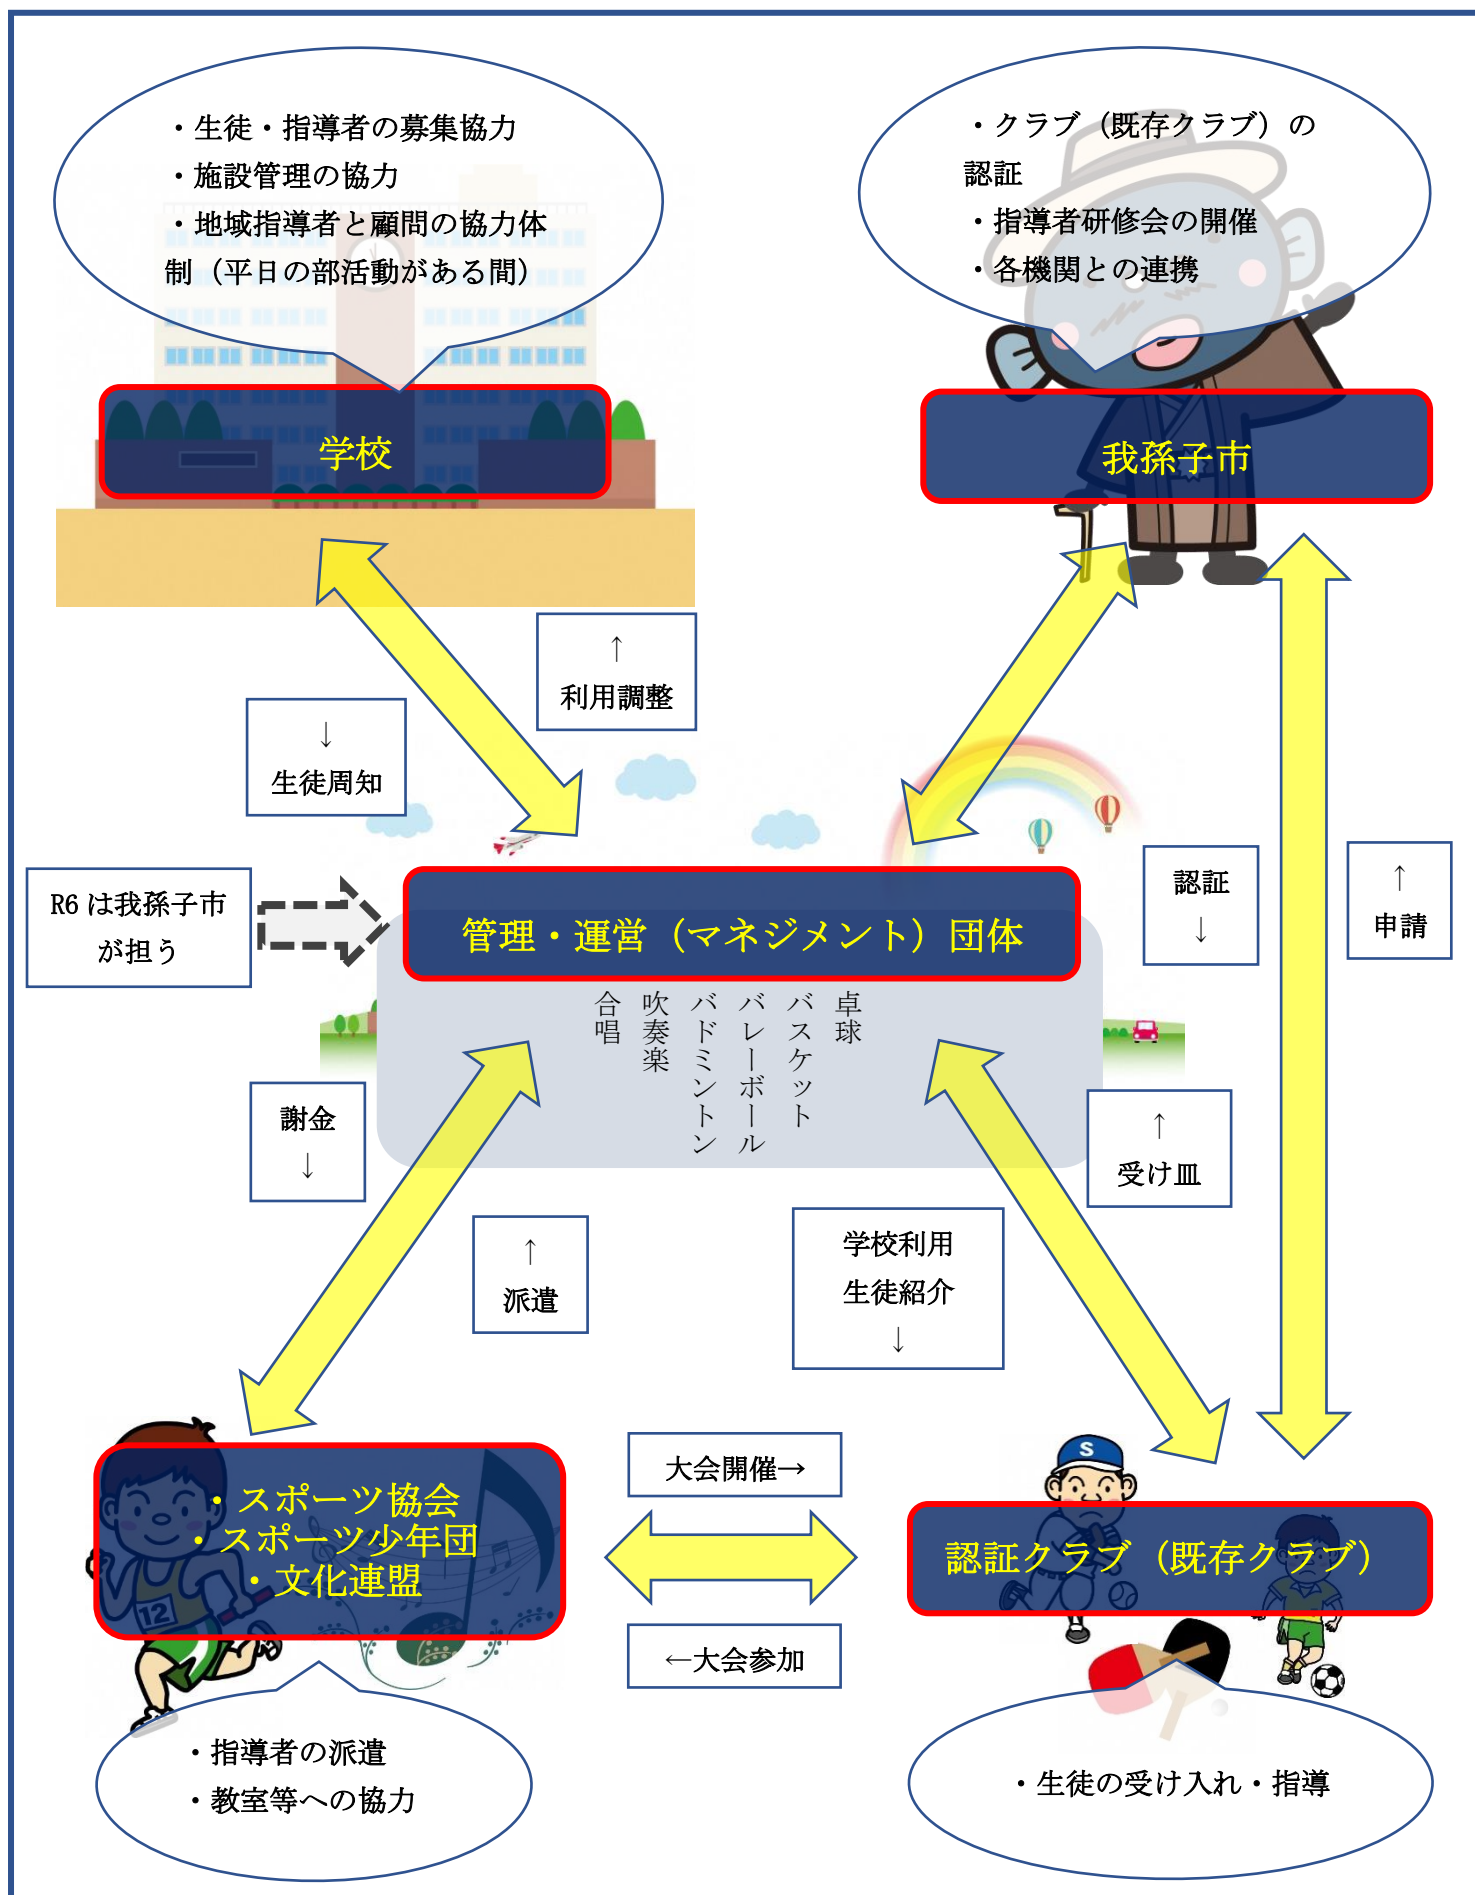 ・生徒・指導者の募集協力
・施設管理の協力
・地域指導者と顧問の協力体
制（平日の部活動がある間）
・クラブ（既存クラブ）の
認証
・指導者研修会の開催
・各機関との連携
学校
我孫子市
↑
利用調整
↓
生徒周知
R6は我孫子市
が担う
管理・運営（マネジメント）団体
認証
↓
↑
申請
卓球
バスケット
バレーボール
バドミントン
吹奏楽
合唱
謝金
↓
↑
派遣
↑
受け皿
学校利用
生徒紹介
↓
・スポーツ協会
・スポーツ少年団
・文化連盟
12
大会開催→
←大会参加
S
認証クラブ（既存クラブ）
・指導者の派遣
・教室等への協力
・生徒の受け入れ・指導